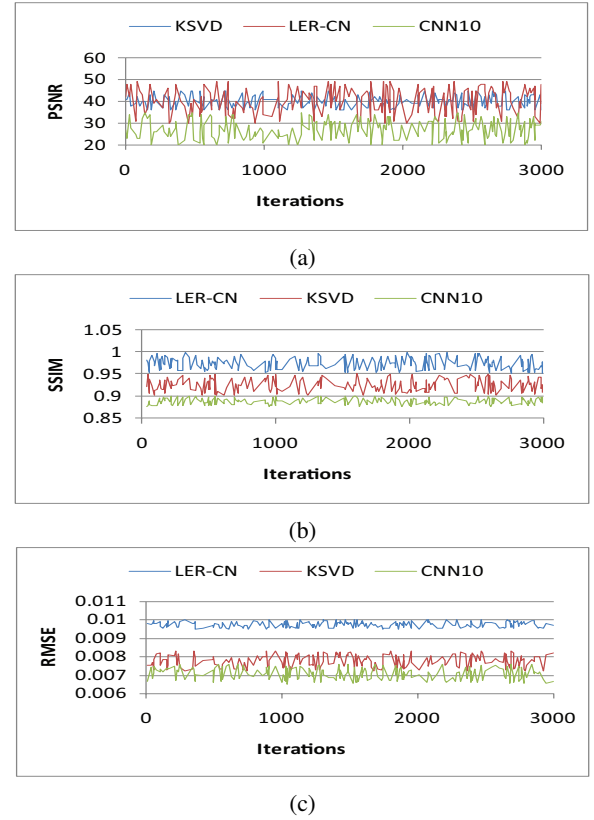 KSVD LER-CN CNN10
60
50
40
30
20
PSNR
0 1000 2000 3000
Iterations
(a)
LER-CN KSVD CNN10
1.05
1
0.95
0.9
0.85
SSIM
0 1000 2000 3000
Iterations
(b)
LER-CN KSVD CNN10
0.011
0.01
0.009
0.008
0.007
0.006
RMSE
0 1000 2000 3000
Iterations
(c)